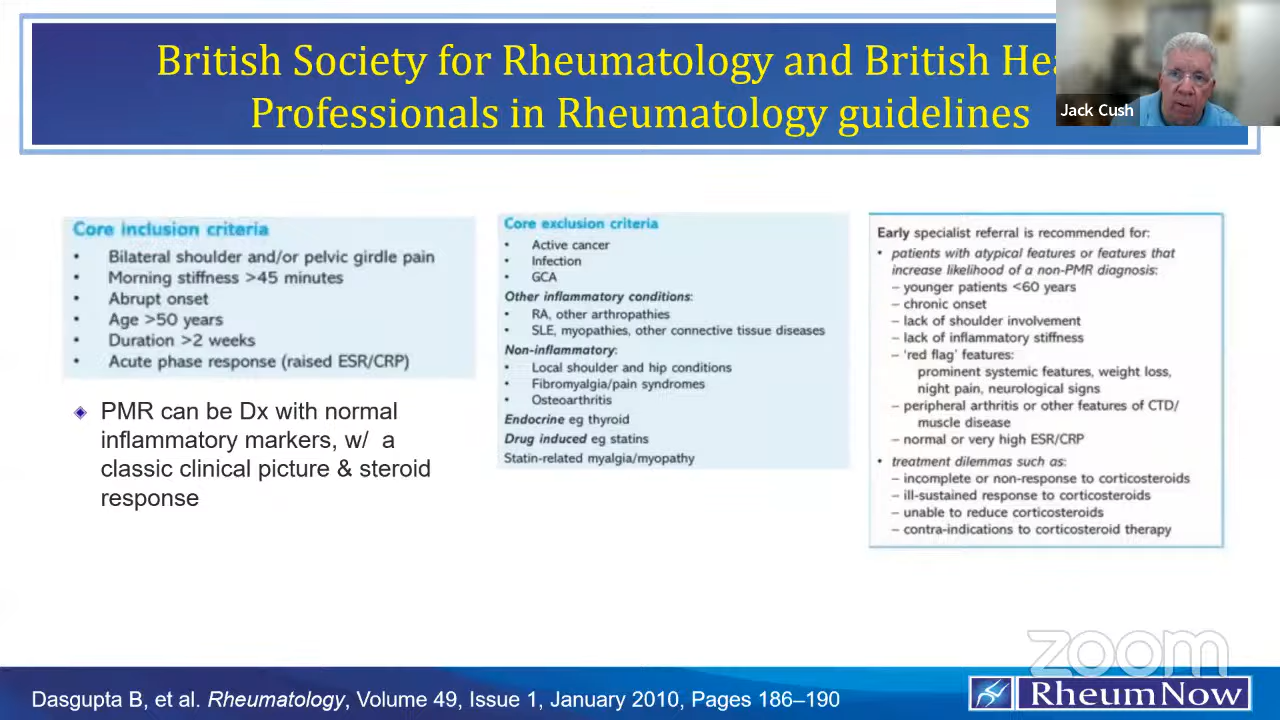 British Society for Rheumatology and British Hea
Professionals in Rheumatology guidelines
Jack Cush
Core inclusion criteria
• Bilateral shoulder and/or pelvic girdle pain
• Morning stiffness >45 minutes
• Abrupt onset
• Age >50 years
• Duration >2 weeks
• Acute phase response (raised ESR/CRP)
PMR can be Dx with normal
inflammatory markers, w/ a
classic clinical picture & steroid
response
Core exclusion criteria
• Active cancer
• Infection
• GCA
Other inflammatory conditions:
• RA, other arthropathies
• SLE, myopathies, other connective tissue diseases
Non-inflammatory:
• Local shoulder and hip conditions
• Fibromyalgia/pain syndromes
• Osteoarthritis
Endocrine eg thyroid
Drug induced eg statins
Statin-related myalgia/myopathy
Early specialist referral is recommended for:
• patients with atypical features or features that
increase likelihood of a non-PMR diagnosis:
– younger patients <60 years
– chronic onset
– lack of shoulder involvement
– lack of inflammatory stiffness
– ‘red flag’ features:
prominent systemic features, weight loss,
night pain, neurological signs
– peripheral arthritis or other features of CTD/
muscle disease
– normal or very high ESR/CRP
• treatment dilemmas such as:
– incomplete or non-response to corticosteroids
– ill-sustained response to corticosteroids
– unable to reduce corticosteroids
– contra-indications to corticosteroid therapy
zoom
Dasgupta B, et al. Rheumatology, Volume 49, Issue 1, January 2010, Pages 186–190
RheumNow